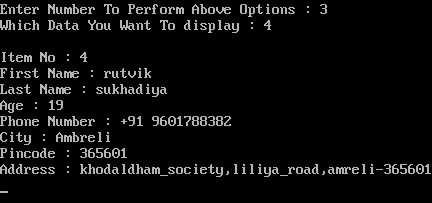 Enter Number To Perform Above Options : 3
Which Data You Want To display : 4
Item No : 4
First Name : rutvik
Last Name : sukhadiya
Age : 19
Phone Number : +91 9601788382
City : Ambreli
Pincode : 365601
Address : khodaldham_society,liliya_road,amreli-365601